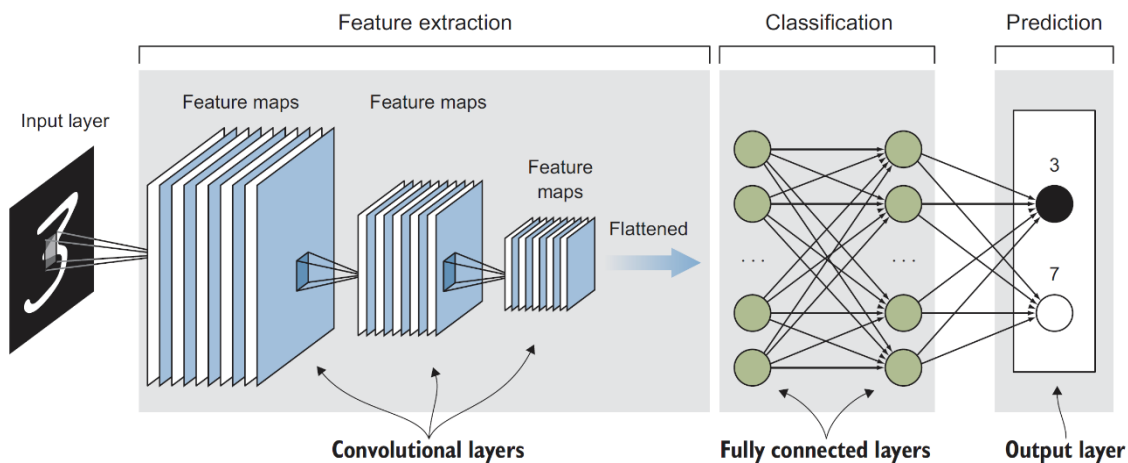 Feature extraction
Classification
Prediction
Input layer
Feature maps
Feature maps
Feature
maps
Flattened
3
. . .
. . .
3
7
Convolutional layers
Fully connected layers
Output layer